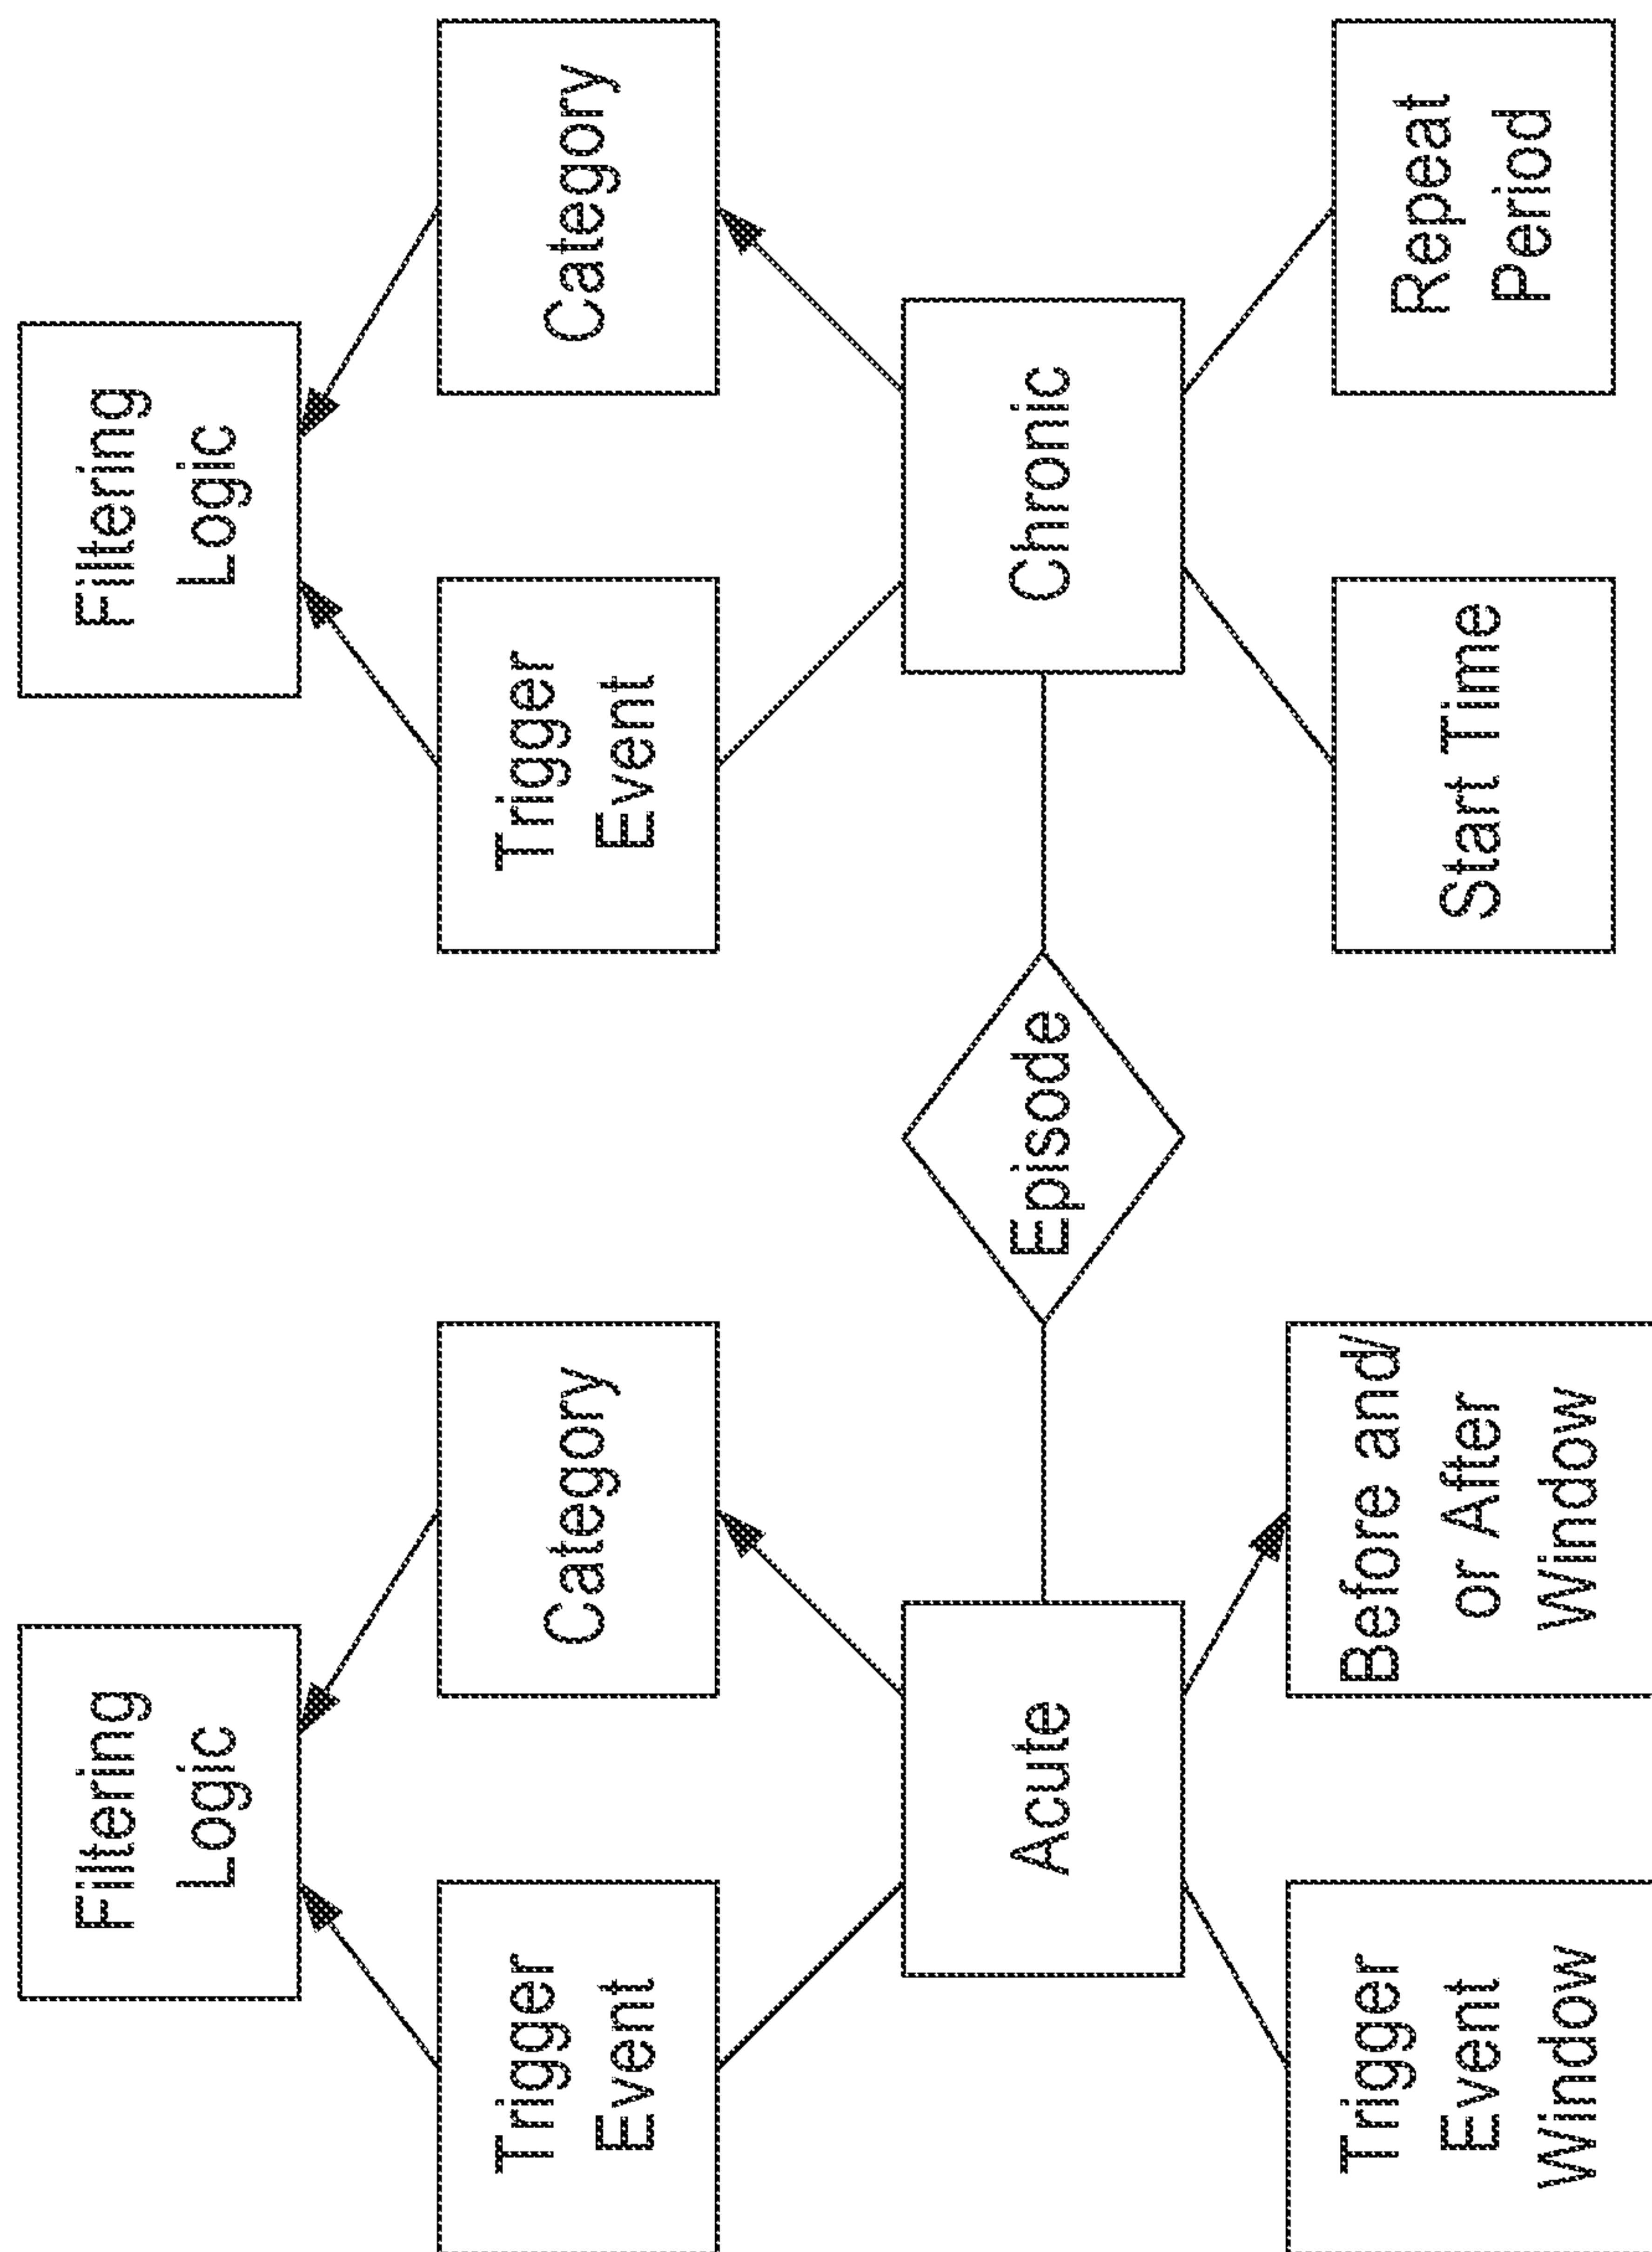 Filtering
Logic
Filtering
Logic
Trigger
Event
Category
Trigger
Event
Category
Acute
Episode
Chronic
Trigger
Event
Window
Before and/
or After
Window
Start Time
Repeat
Period